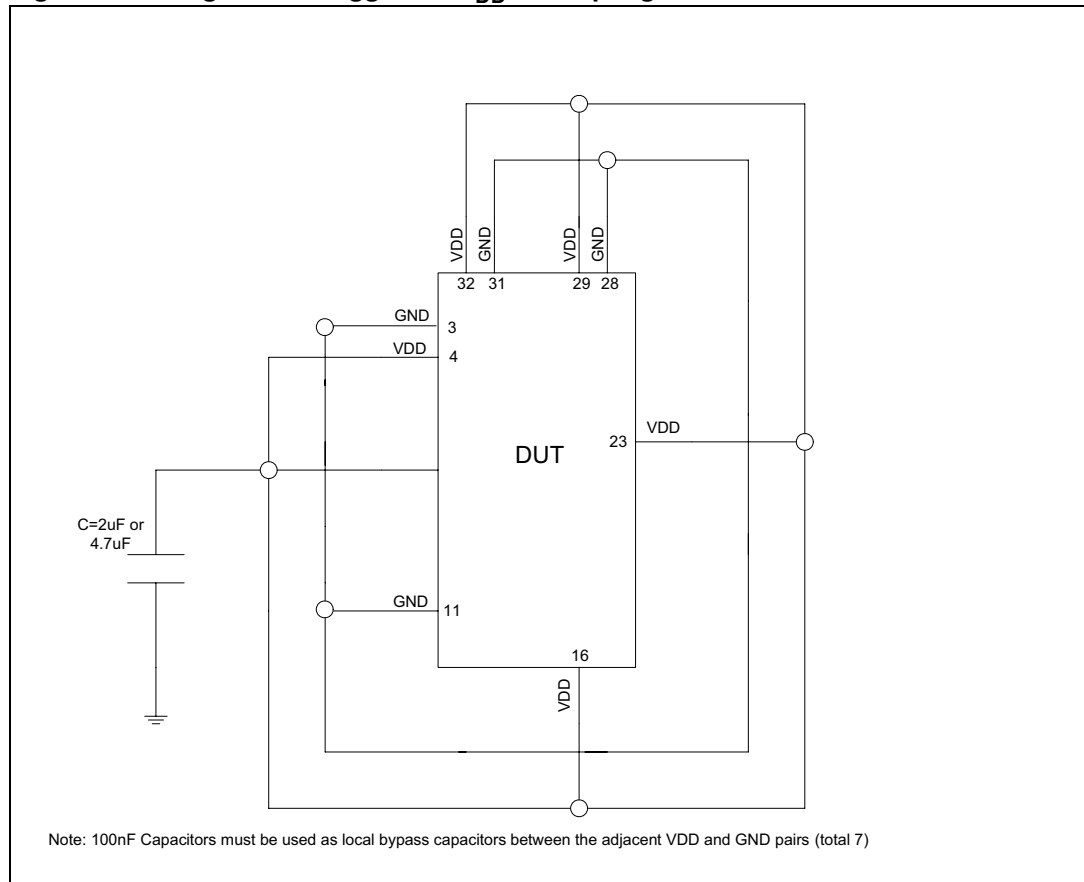 VDD
GND
VDD
GND
32
31
29
28
GND
3
VDD
4
23
VDD
DUT
C=2uF or
4.7uF
GND
11
16
VDD
Note: 100nF Capacitors must be used as local bypass capacitors between the adjacent VDD and GND pairs (total 7)